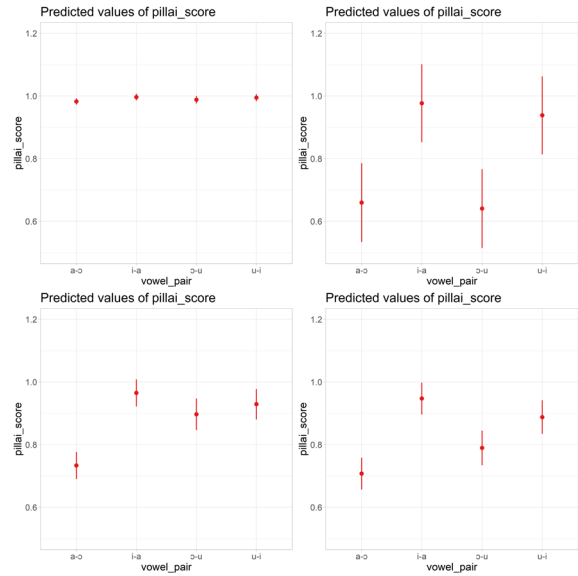 Predicted values of pillai_score
1.2
1.0
0.8
0.6
pillai_score
a-ɔ
i-a
ɔ-u
u-i
vowel_pair
Predicted values of pillai_score
1.2
1.0
0.8
0.6
pillai_score
a-ɔ
i-a
ɔ-u
u-i
vowel_pair
Predicted values of pillai_score
1.2
1.0
0.8
0.6
pillai_score
a-ɔ
i-a
ɔ-u
u-i
vowel_pair
Predicted values of pillai_score
1.2
1.0
0.8
0.6
pillai_score
a-ɔ
i-a
ɔ-u
u-i
vowel_pair